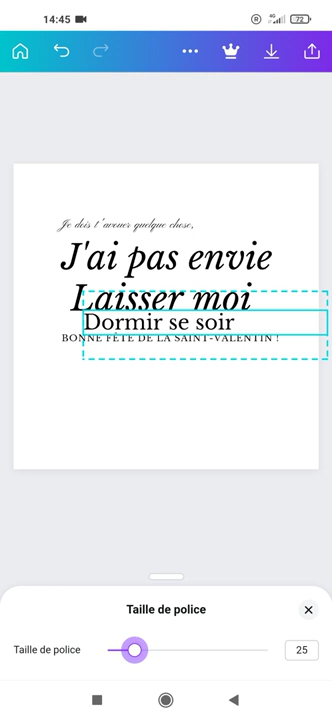 14:45
R 4G 72
Je dois t'avouer quelque chose,
J'ai pas envie
Laisser moi
Dormir se soir
BONNE FÊTE DE LA SAINT-VALENTIN !
Taille de police
Taille de police 25